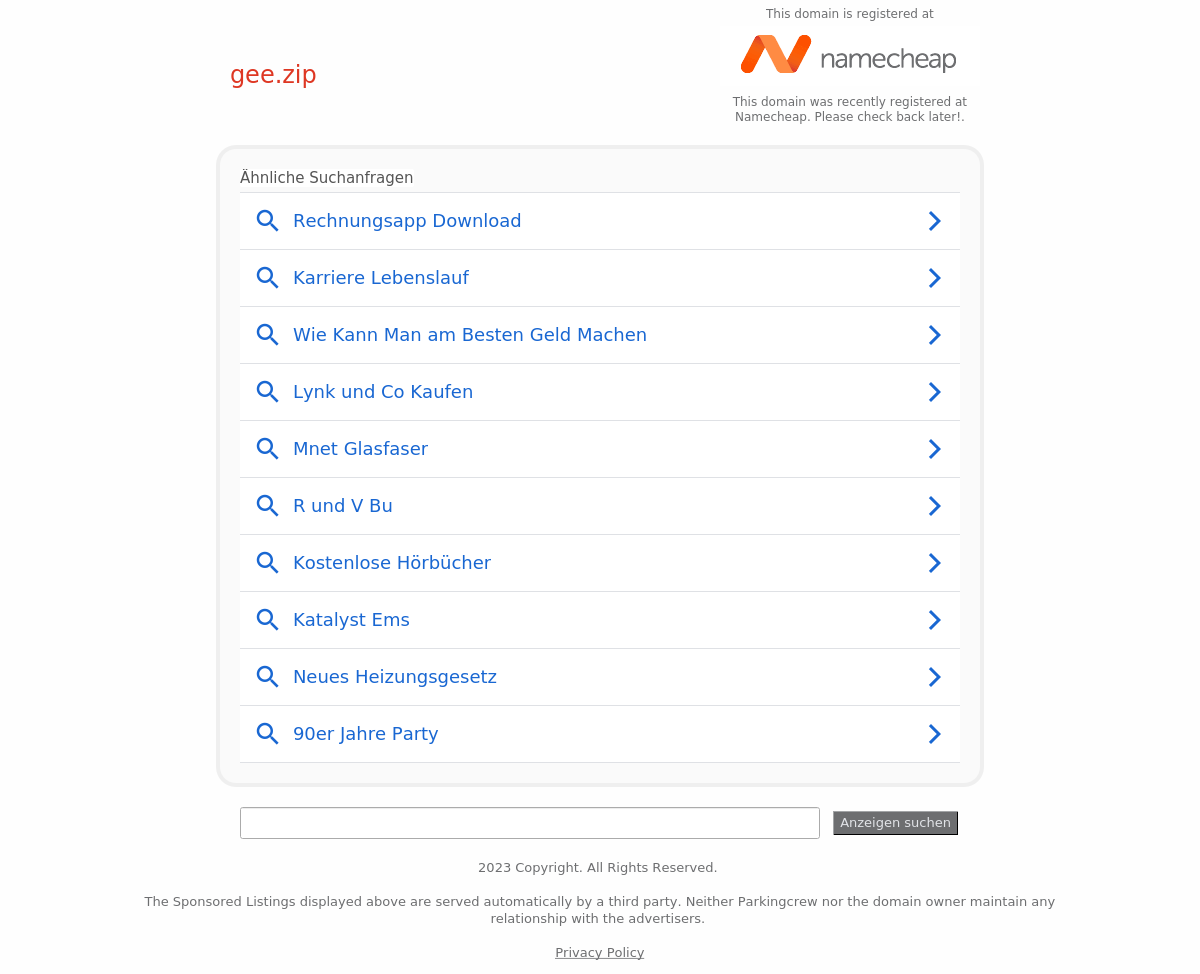 This domain is registered at
namecheap
gee.zip
This domain was recently registered at
Namecheap. Please check back later!.
Ähnliche Suchanfragen
Rechnungsapp Download
Karriere Lebenslauf
Wie Kann Man am Besten Geld Machen
Lynk und Co Kaufen
Mnet Glasfaser
R und V Bu
Kostenlose Hörbücher
Katalyst Ems
Neues Heizungsgesetz
90er Jahre Party
Anzeigen suchen
2023 Copyright. All Rights Reserved.
The Sponsored Listings displayed above are served automatically by a third party. Neither Parkingcrew nor the domain owner maintain any
relationship with the advertisers.
Privacy Policy